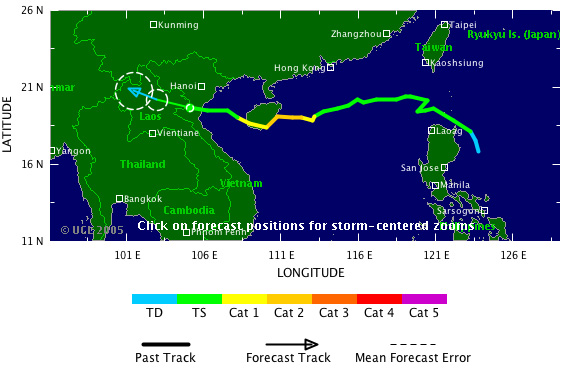 26 N
21 N
16 N
11 N
LATITUDE
Kunming
Taipei
Zhangzhou
Ryukyu Is. (Japan)
Taiwan
Kaoshsiung
Hong Kong
Hanoi
mar
Laos
Laoag
Vientiane
Yangon
Thailand
San Jose
Vietnam
Manila
Bangkok
Cambodia
Sarsogon
Click on forecast positions for storm-centered zooms
© UCL 2005
Phnom Penh
101 E
106 E
111 E
116 E
121 E
126 E
LONGITUDE
TD
TS
Cat 1
Cat 2
Cat 3
Cat 4
Cat 5
Past Track
Forecast Track
Mean Forecast Error